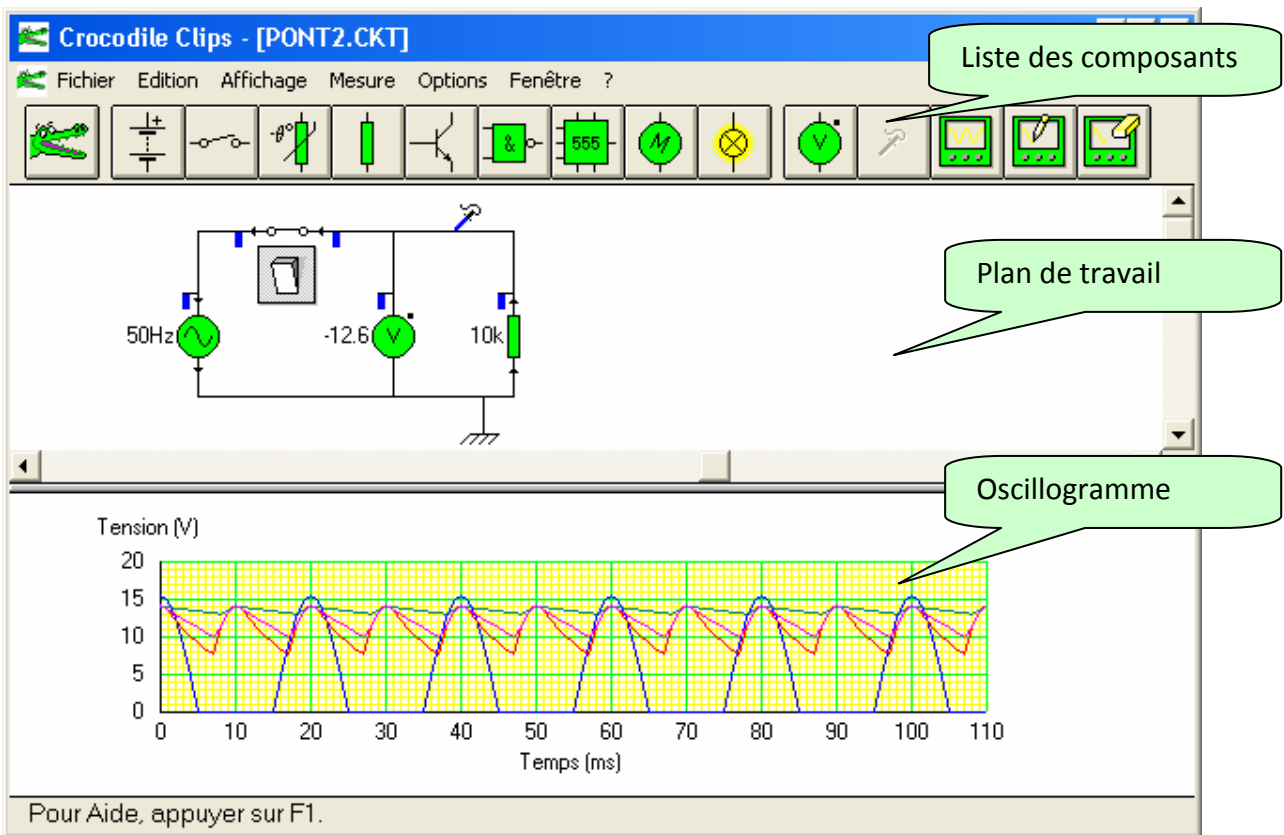 Crocodile Clips - [PONT2.CKT]
Liste des composants
Fichier Edition Affichage Mesure Options Fenêtre ?
-θ° & 555 M V
Plan de travail
50Hz -12.6 V 10k
Oscillogramme
Tension (V)
20
15
10
5
0
0 10 20 30 40 50 60 70 80 90 100 110
Temps (ms)
Pour Aide, appuyer sur F1.